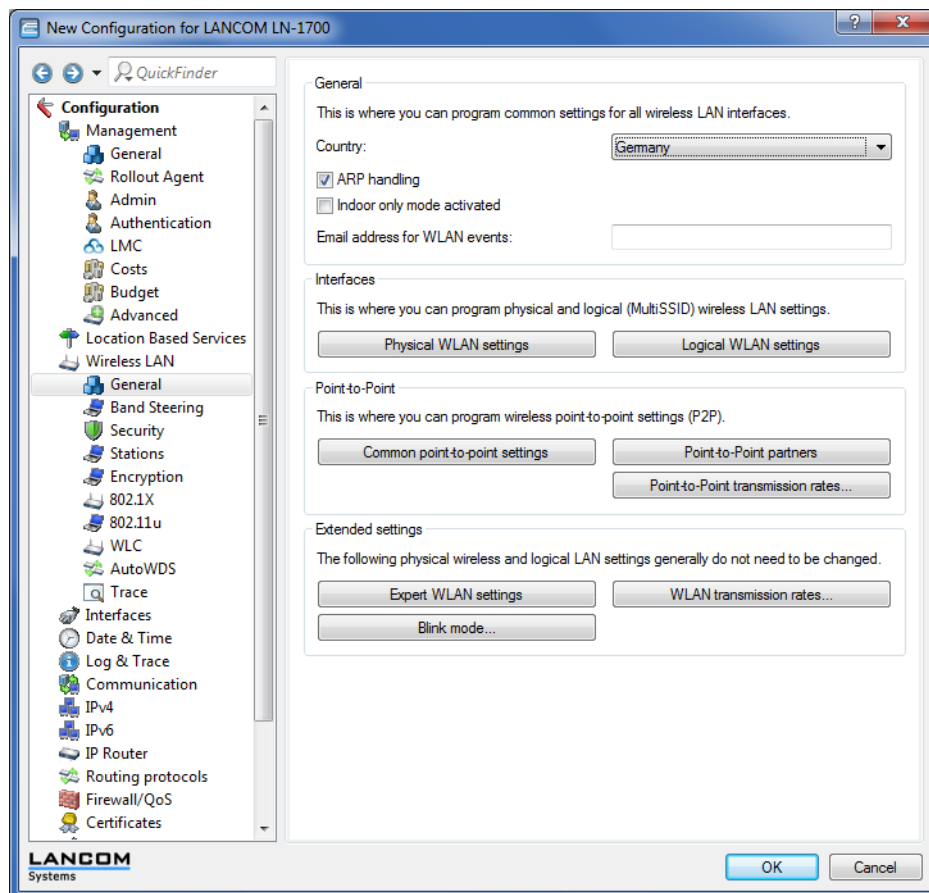 New Configuration for LANCOM LN-1700
QuickFinder
Configuration
Management
General
Rollout Agent
Admin
Authentication
LMC
Costs
Budget
Advanced
Location Based Services
Wireless LAN
General
Band Steering
Security
Stations
Encryption
802.1X
802.11u
WLC
AutoWDS
Trace
Interfaces
Date & Time
Log & Trace
Communication
IPv4
IPv6
IP Router
Routing protocols
Firewall/QoS
Certificates
LANCOM
Systems
General
This is where you can program common settings for all wireless LAN interfaces.
Country: Germany
ARP handling
Indoor only mode activated
Email address for WLAN events:
Interfaces
This is where you can program physical and logical (MultiSSID) wireless LAN settings.
Physical WLAN settings Logical WLAN settings
Point-to-Point
This is where you can program wireless point-to-point settings (P2P).
Common point-to-point settings Point-to-Point partners
Point-to-Point transmission rates...
Extended settings
The following physical wireless and logical LAN settings generally do not need to be changed.
Expert WLAN settings WLAN transmission rates...
Blink mode...
OK Cancel